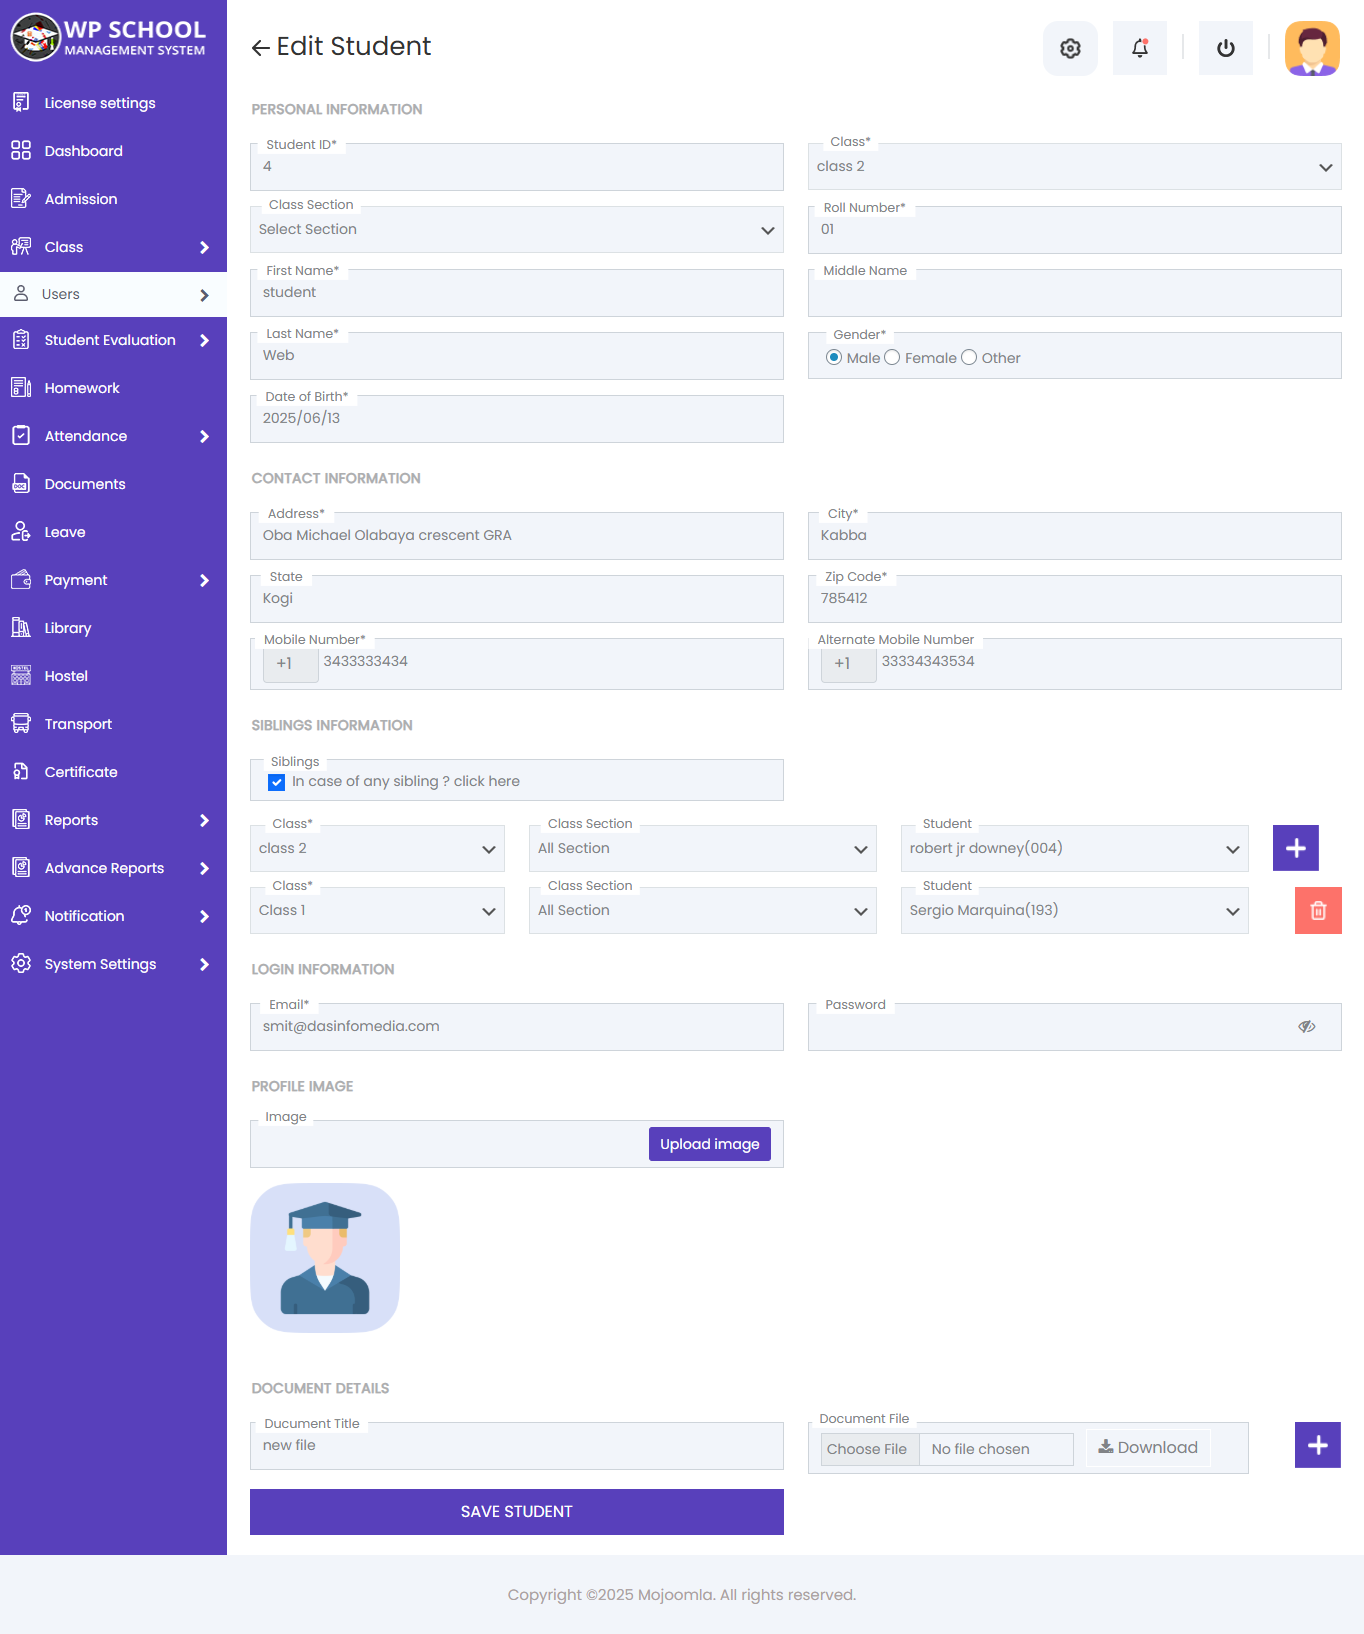 WP SCHOOL
MANAGEMENT SYSTEM
License settings
Dashboard
Admission
Class
Users
Student Evaluation
Homework
Attendance
Documents
Leave
Payment
Library
Hostel
Transport
Certificate
Reports
Advance Reports
Notification
System Settings
Edit Student
PERSONAL INFORMATION
Student ID*
4
Class*
class 2
Class Section
Select Section
Roll Number*
01
First Name*
student
Middle Name
Last Name*
Web
Gender*
Male Female Other
Date of Birth*
2025/06/13
CONTACT INFORMATION
Address*
Oba Michael Olabaya crescent GRA
City*
Kabba
State
Kogi
Zip Code*
785412
Mobile Number*
+1 3433333434
Alternate Mobile Number
+1 33334343534
SIBLINGS INFORMATION
Siblings
In case of any sibling ? click here
Class*
class 2
Class Section
All Section
Student
robert jr downey(004)
Class*
Class 1
Class Section
All Section
Student
Sergio Marquina(193)
LOGIN INFORMATION
Email*
smit@dasinfomedia.com
Password
PROFILE IMAGE
Image
Upload image
DOCUMENT DETAILS
Ducument Title
new file
Document File
Choose File No file chosen Download
SAVE STUDENT
Copyright ©2025 Mojoomla. All rights reserved.